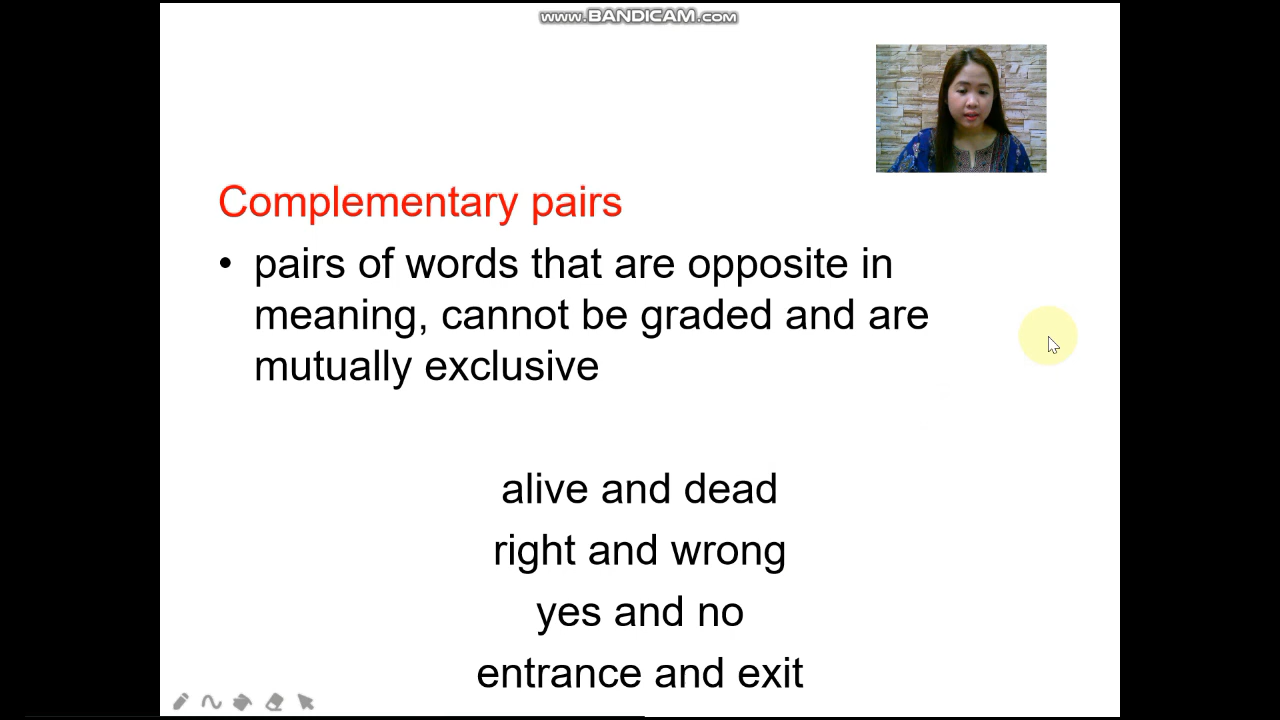 www.BANDICAM.com
Complementary pairs
• pairs of words that are opposite in
meaning, cannot be graded and are
mutually exclusive
alive and dead
right and wrong
yes and no
entrance and exit